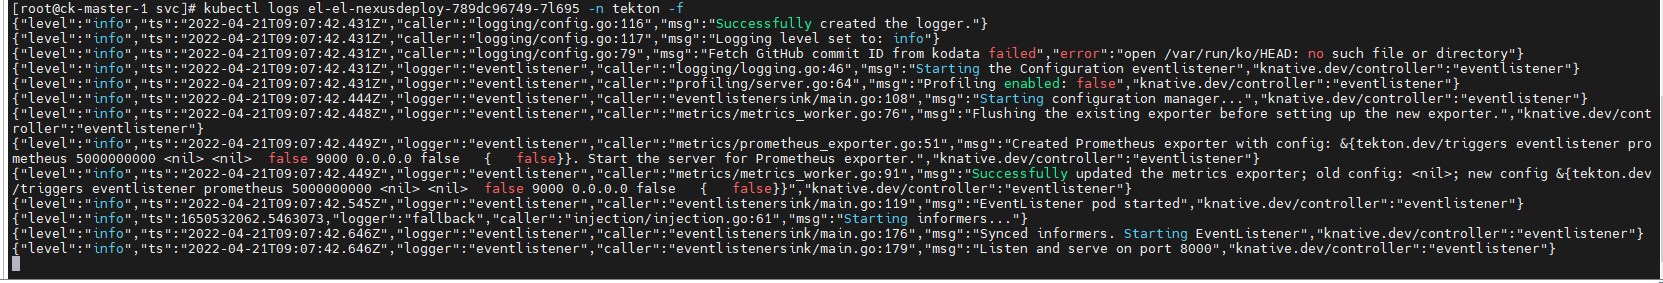 [root@ck-master-1 svc]# kubectl logs el-el-nexusdeploy-789dc96749-7l695 -n tekton -f
{"level":"info","ts":"2022-04-21T09:07:42.431Z","caller":"logging/config.go:116","msg":"Successfully created the logger."}
{"level":"info","ts":"2022-04-21T09:07:42.431Z","caller":"logging/config.go:117","msg":"Logging level set to: info"}
{"level":"info","ts":"2022-04-21T09:07:42.431Z","caller":"logging/config.go:79","msg":"Fetch GitHub commit ID from kodata failed","error":"open /var/run/ko/HEAD: no such file or directory"}
{"level":"info","ts":"2022-04-21T09:07:42.431Z","logger":"eventlistener","caller":"logging/logging.go:46","msg":"Starting the Configuration eventlistener","knative.dev/controller":"eventlistener"}
{"level":"info","ts":"2022-04-21T09:07:42.431Z","logger":"eventlistener","caller":"profiling/server.go:64","msg":"Profiling enabled: false","knative.dev/controller":"eventlistener"}
{"level":"info","ts":"2022-04-21T09:07:42.444Z","logger":"eventlistener","caller":"eventlistenersink/main.go:108","msg":"Starting configuration manager...","knative.dev/controller":"eventlistener"}
{"level":"info","ts":"2022-04-21T09:07:42.448Z","logger":"eventlistener","caller":"metrics/metrics_worker.go:76","msg":"Flushing the existing exporter before setting up the new exporter.","knative.dev/cont
roller":"eventlistener"}
{"level":"info","ts":"2022-04-21T09:07:42.449Z","logger":"eventlistener","caller":"metrics/prometheus_exporter.go:51","msg":"Created Prometheus exporter with config: &{tekton.dev/triggers eventlistener pro
metheus 5000000000 <nil> <nil>  false 9000 0.0.0.0 false   {   false}}. Start the server for Prometheus exporter.","knative.dev/controller":"eventlistener"}
{"level":"info","ts":"2022-04-21T09:07:42.449Z","logger":"eventlistener","caller":"metrics/metrics_worker.go:91","msg":"Successfully updated the metrics exporter; old config: <nil>; new config &{tekton.dev
/triggers eventlistener prometheus 5000000000 <nil> <nil>  false 9000 0.0.0.0 false   {   false}}","knative.dev/controller":"eventlistener"}
{"level":"info","ts":"2022-04-21T09:07:42.545Z","logger":"eventlistener","caller":"eventlistenersink/main.go:119","msg":"EventListener pod started","knative.dev/controller":"eventlistener"}
{"level":"info","ts":1650532062.5463073,"logger":"fallback","caller":"injection/injection.go:61","msg":"Starting informers..."}
{"level":"info","ts":"2022-04-21T09:07:42.646Z","logger":"eventlistener","caller":"eventlistenersink/main.go:176","msg":"Synced informers. Starting EventListener","knative.dev/controller":"eventlistener"}
{"level":"info","ts":"2022-04-21T09:07:42.646Z","logger":"eventlistener","caller":"eventlistenersink/main.go:179","msg":"Listen and serve on port 8000","knative.dev/controller":"eventlistener"}